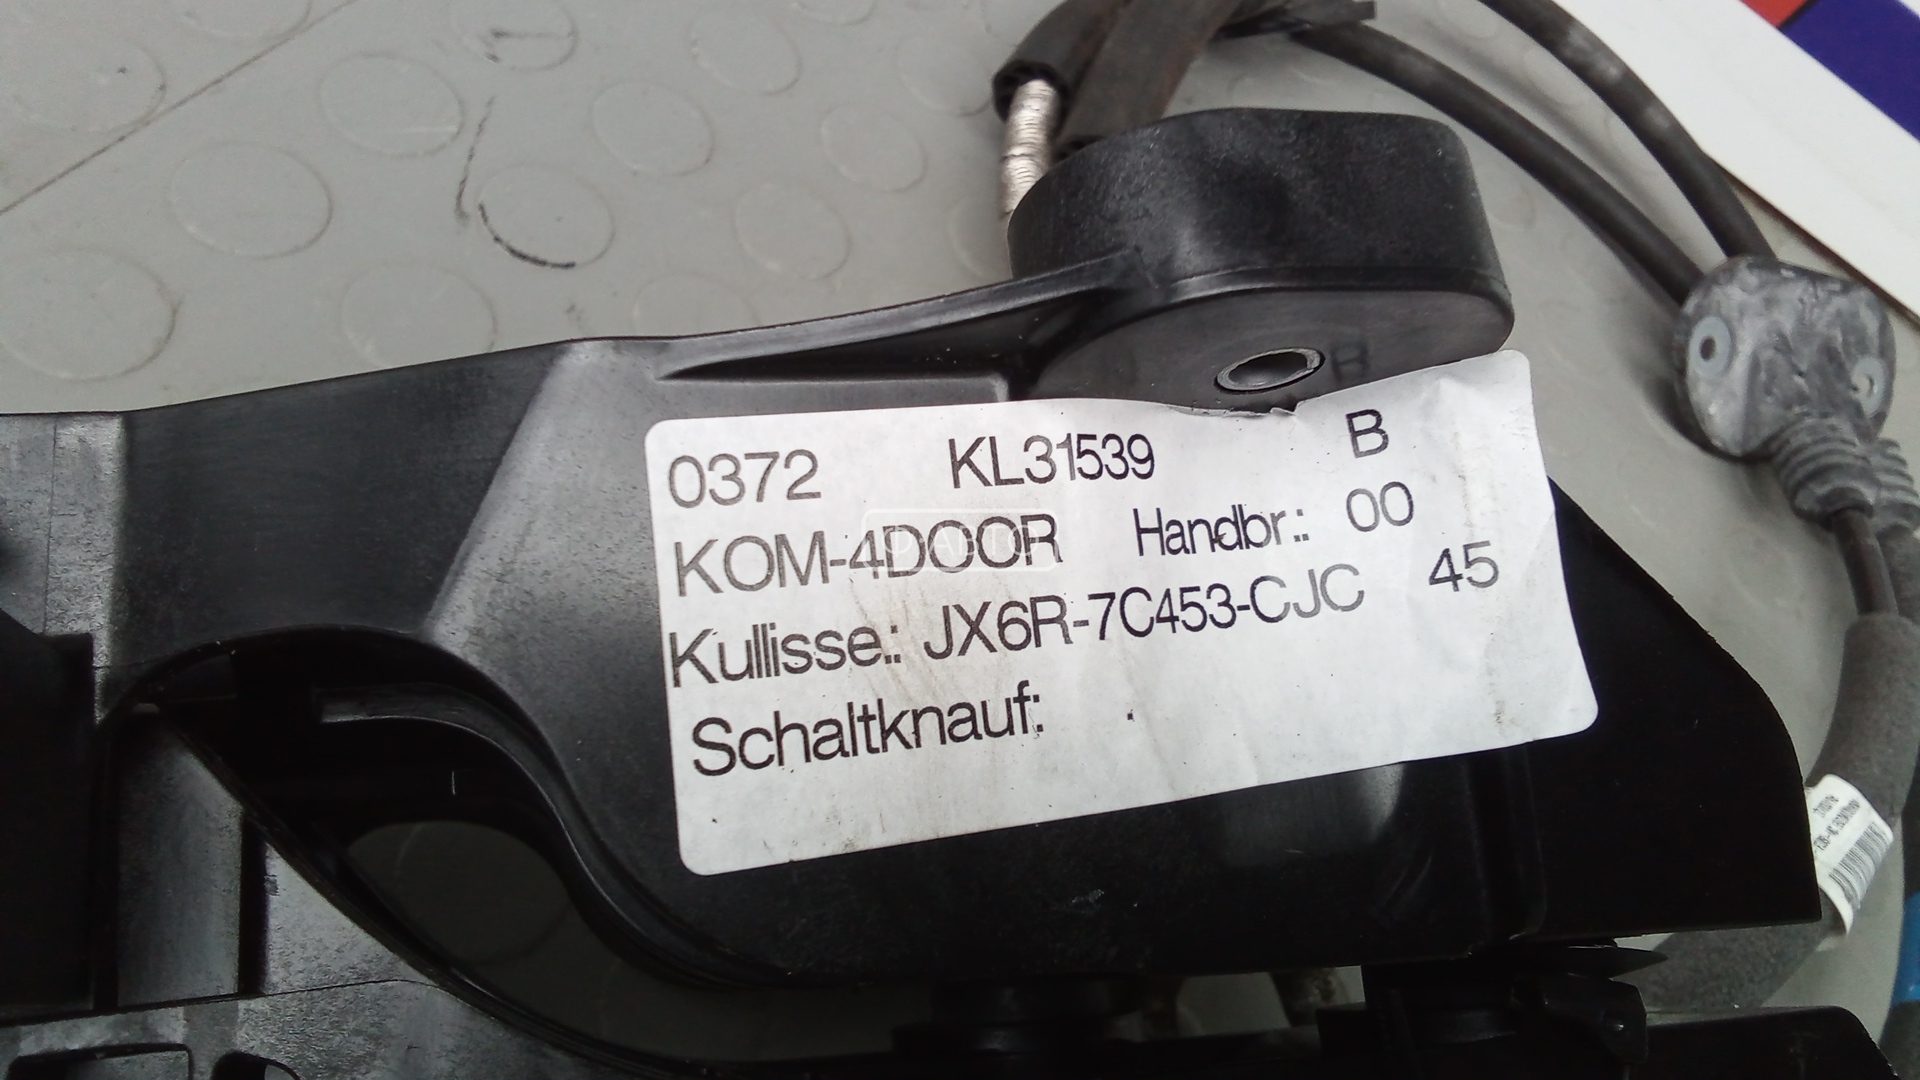 0372 KL31539 B
KOM-4DOOR Handbr.: 00
Kullisse.: JX6R-7C453-CJC 45
Schaltknauf: .
B